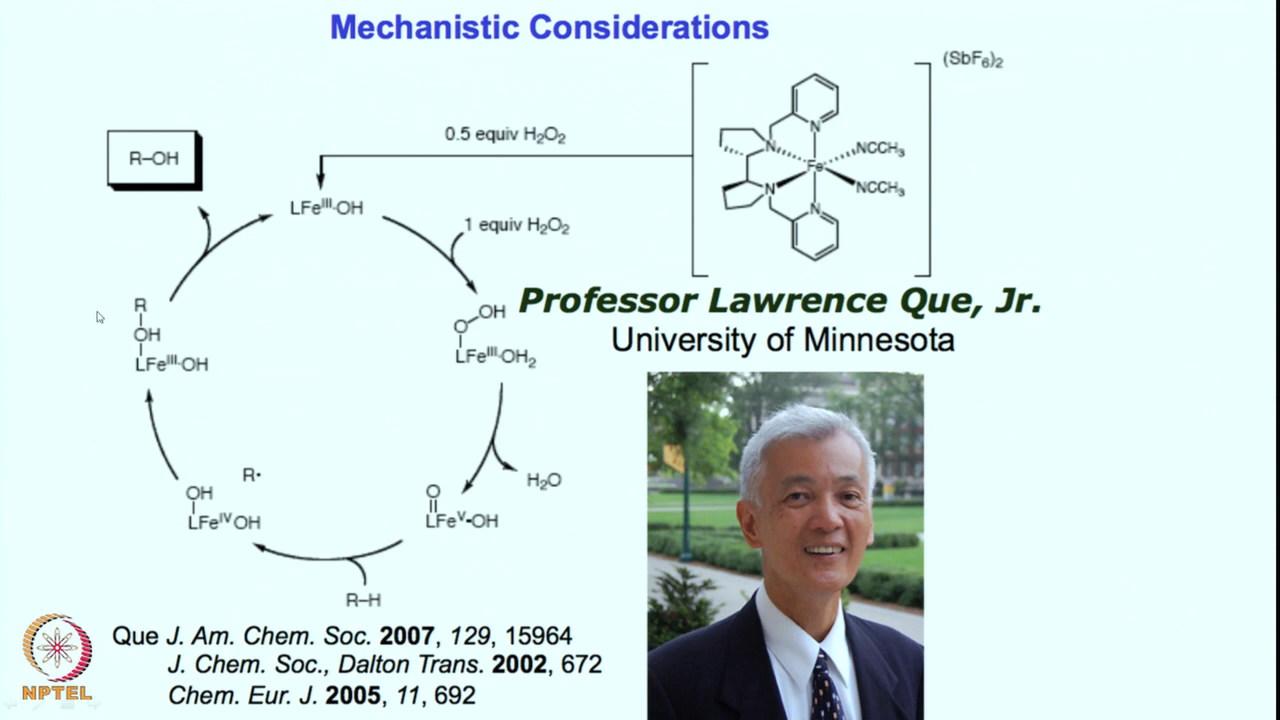 Mechanistic Considerations
(SbF₆)₂
0.5 equiv H₂O₂
R–OH
LFeᴵᴵᴵ·OH
1 equiv H₂O₂
N
N
N
N
Fe
NCCH₃
NCCH₃
R
OH
LFeᴵᴵᴵ·OH
OH
O
LFeᴵᴵᴵ·OH₂
Professor Lawrence Que, Jr.
University of Minnesota
R·
OH
LFeᴵⱽOH
O
LFeⱽ-OH
H₂O
R–H
Que J. Am. Chem. Soc. 2007, 129, 15964
J. Chem. Soc., Dalton Trans. 2002, 672
Chem. Eur. J. 2005, 11, 692
NPTEL